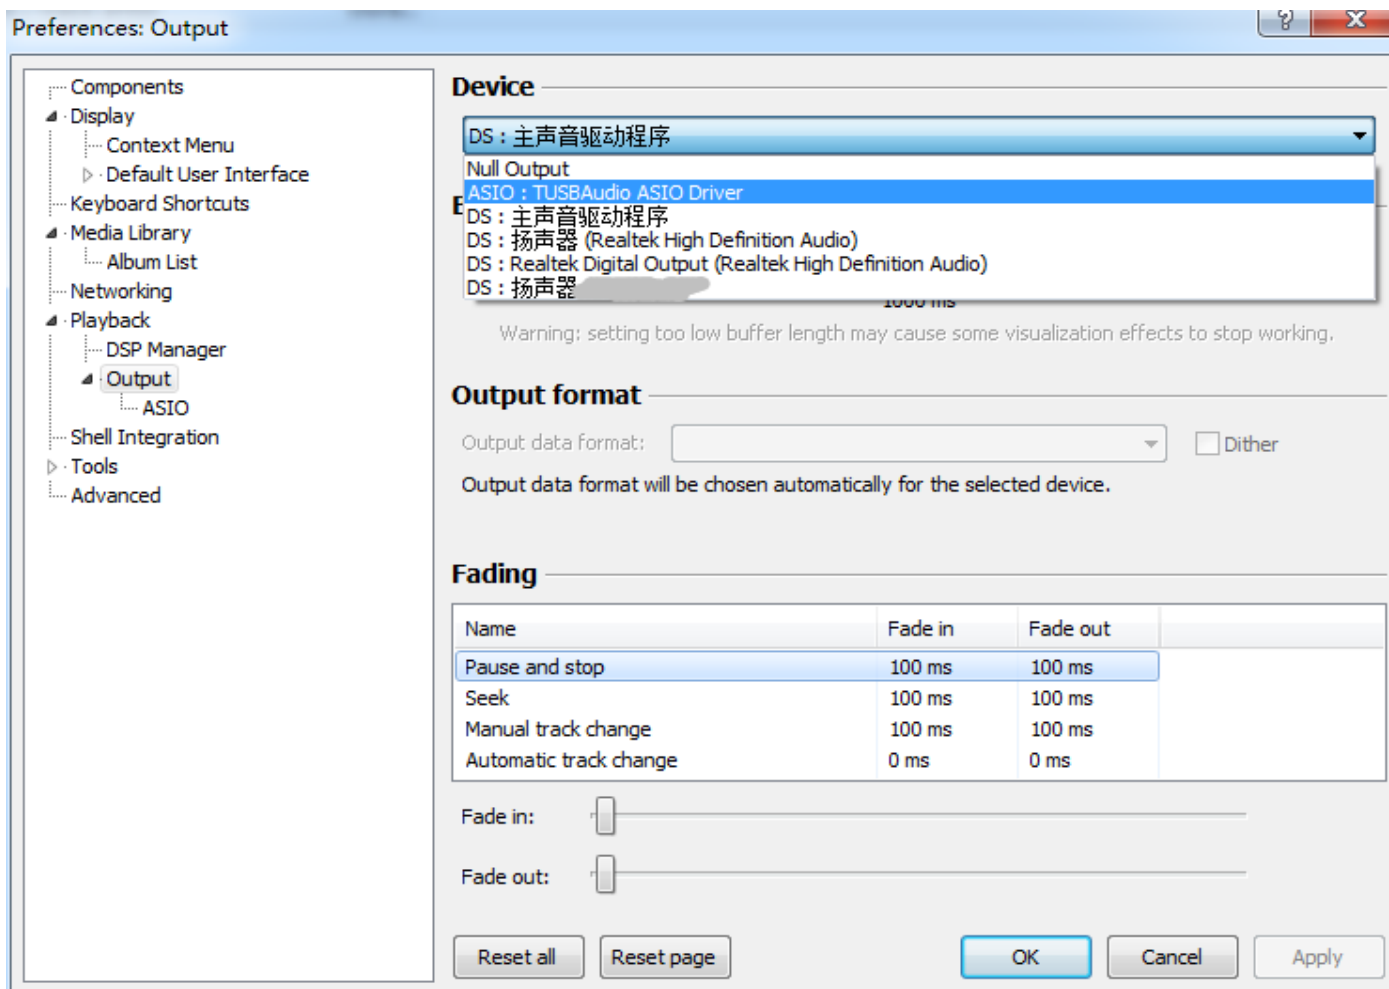 Preferences: Output
Components
Display
Context Menu
Default User Interface
Keyboard Shortcuts
Media Library
Album List
Networking
Playback
DSP Manager
Output
ASIO
Shell Integration
Tools
Advanced
Device
DS : 主声音驱动程序
Null Output
ASIO : TUSBAudio ASIO Driver
DS : 主声音驱动程序
DS : 扬声器 (Realtek High Definition Audio)
DS : Realtek Digital Output (Realtek High Definition Audio)
DS : 扬声器
1000 ms
Warning: setting too low buffer length may cause some visualization effects to stop working.
Output format
Output data format:
Dither
Output data format will be chosen automatically for the selected device.
Fading
Name Fade in Fade out
Pause and stop 100 ms 100 ms
Seek 100 ms 100 ms
Manual track change 100 ms 100 ms
Automatic track change 0 ms 0 ms
Fade in:
Fade out:
Reset all Reset page OK Cancel Apply